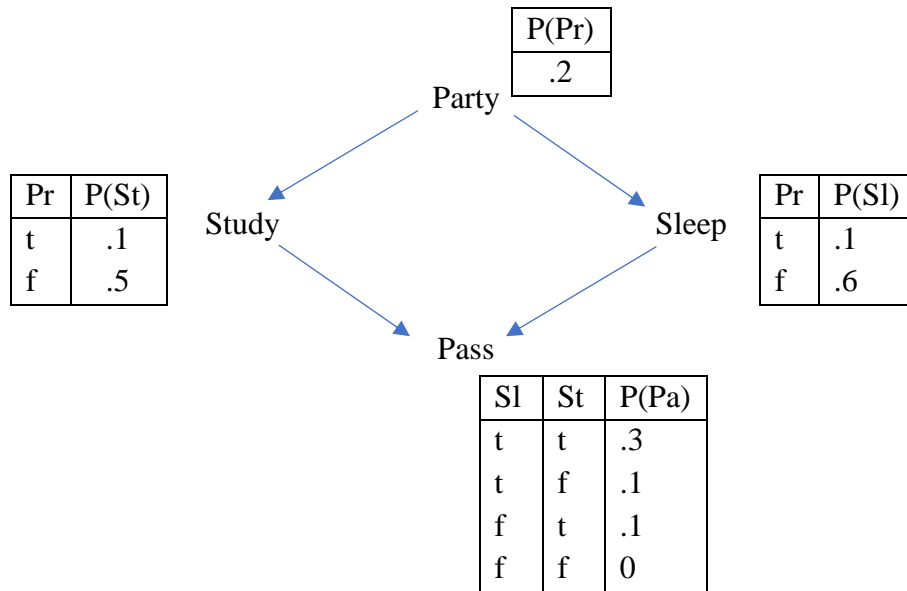 P(Pr)
.2
Party
Pr P(St)
t .1
f .5
Study
Sleep
Pr P(Sl)
t .1
f .6
Pass
Sl St P(Pa)
t t .3
t f .1
f t .1
f f 0